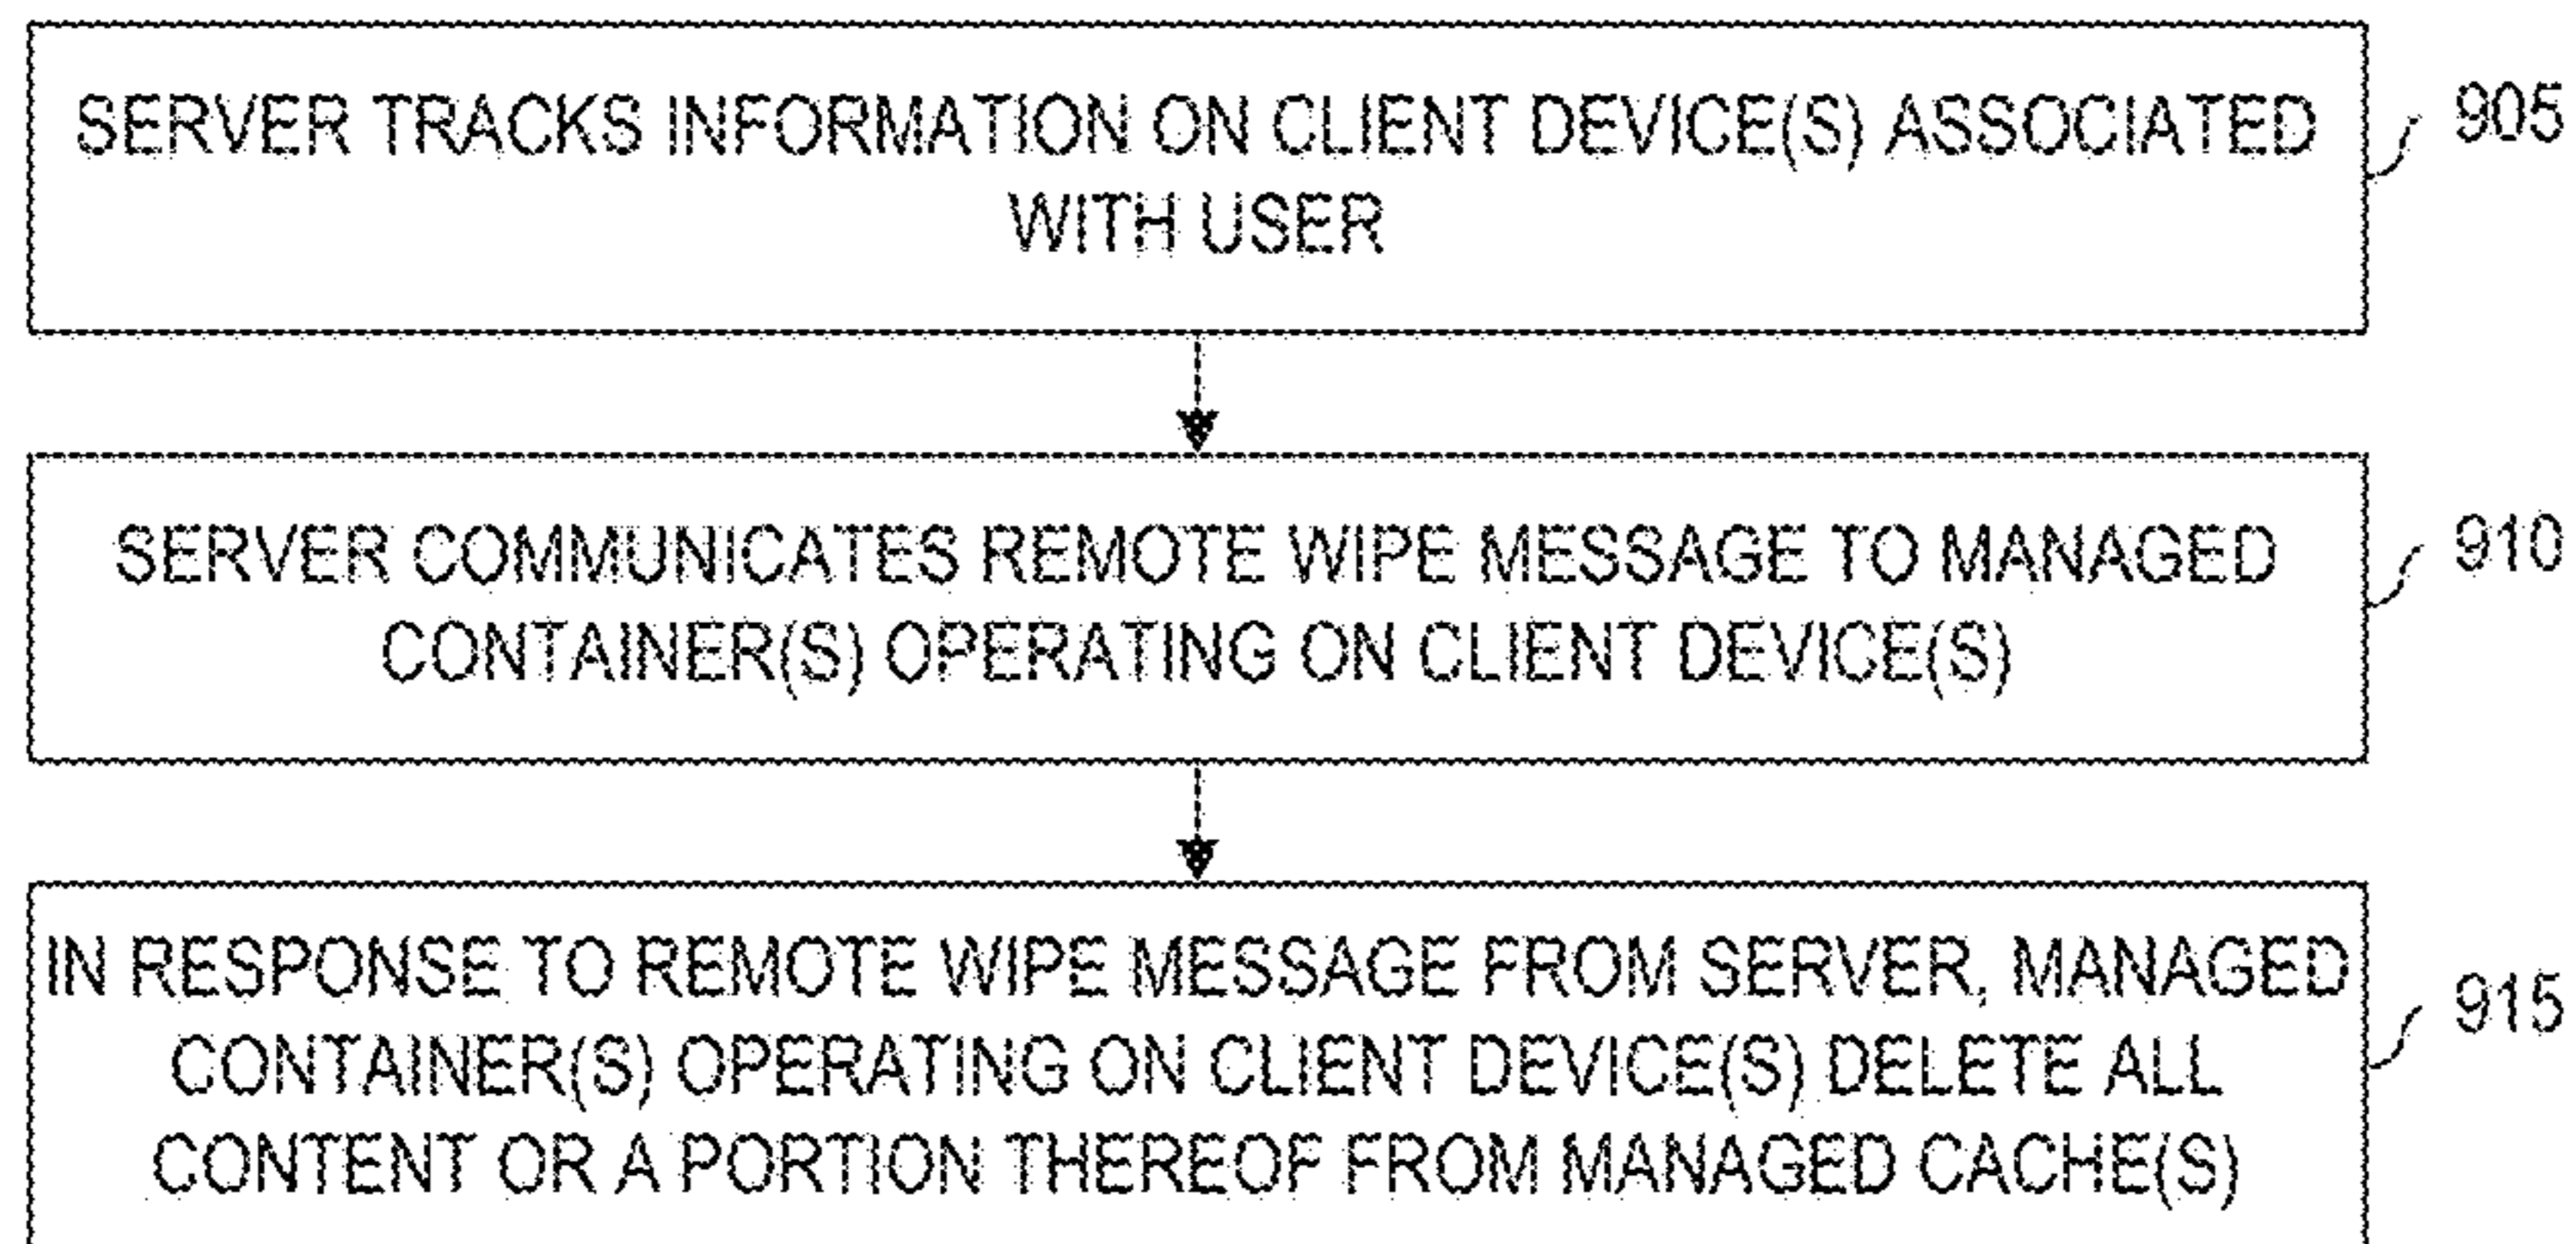 SERVER TRACKS INFORMATION ON CLIENT DEVICE(S) ASSOCIATED
WITH USER
905
SERVER COMMUNICATES REMOTE WIPE MESSAGE TO MANAGED
CONTAINER(S) OPERATING ON CLIENT DEVICE(S)
910
IN RESPONSE TO REMOTE WIPE MESSAGE FROM SERVER, MANAGED
CONTAINER(S) OPERATING ON CLIENT DEVICE(S) DELETE ALL
CONTENT OR A PORTION THEREOF FROM MANAGED CACHE(S)
915